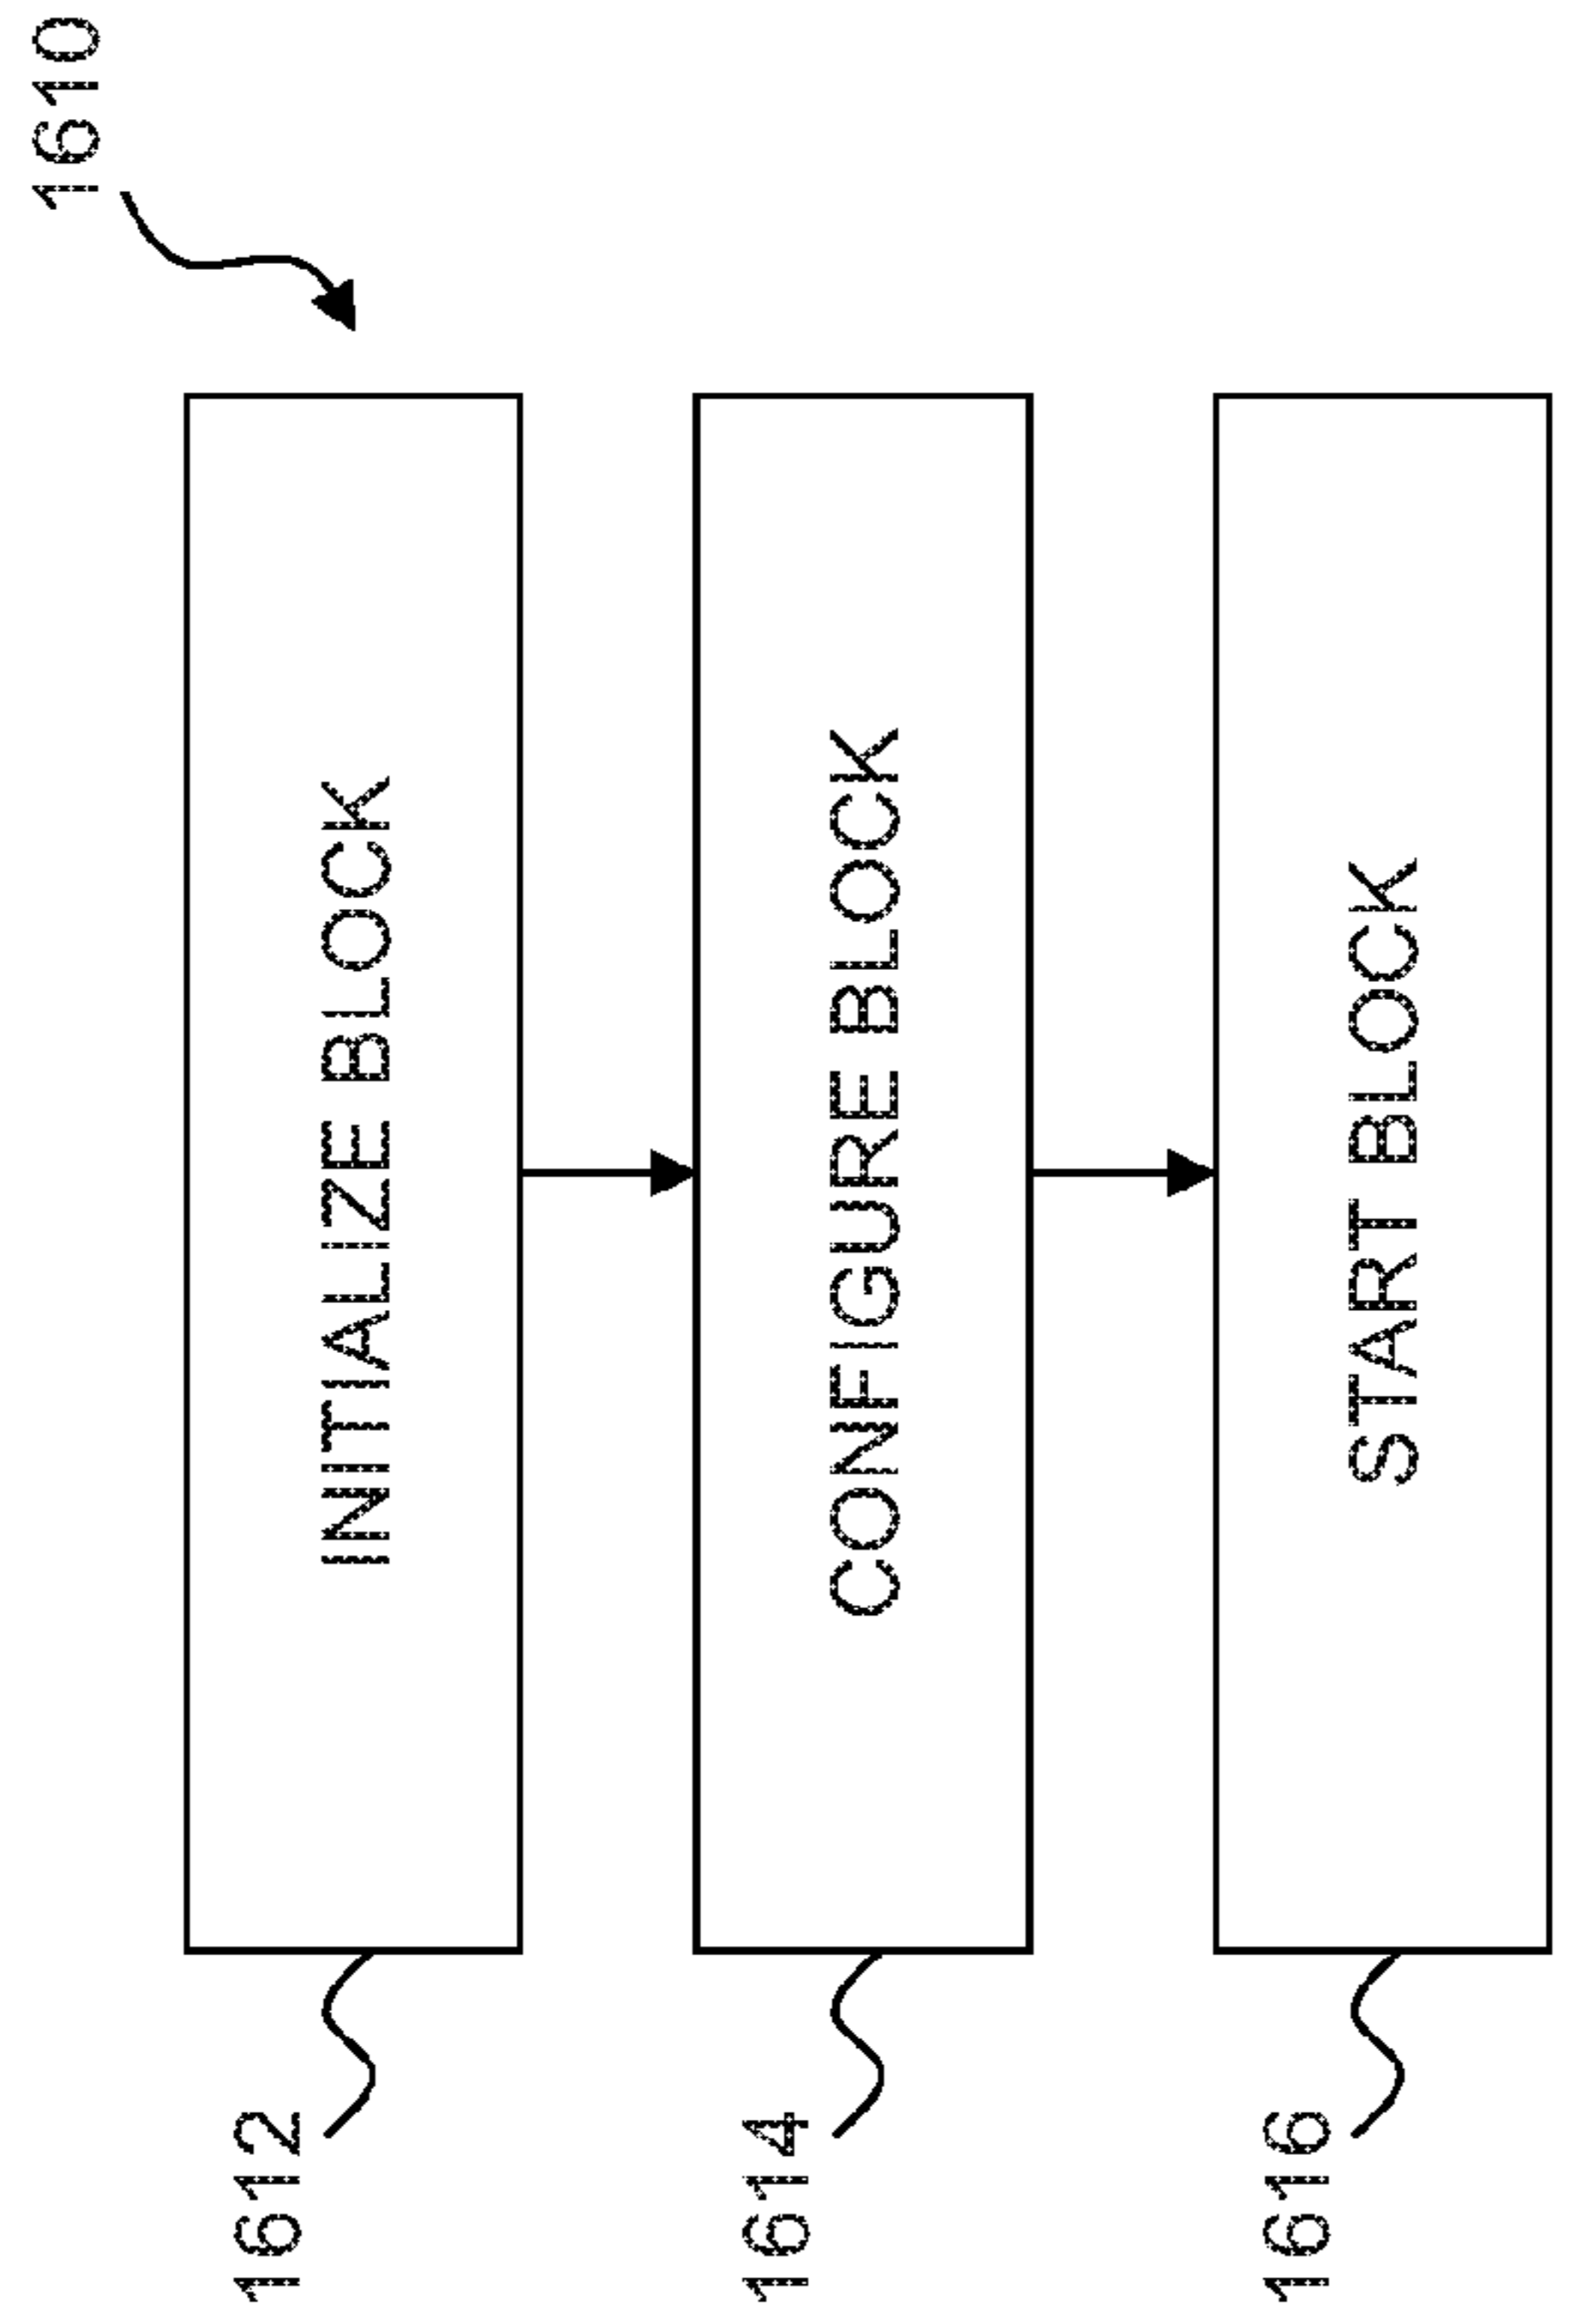 1610
1612
INITIALIZE BLOCK
1614
CONFIGURE BLOCK
1616
START BLOCK